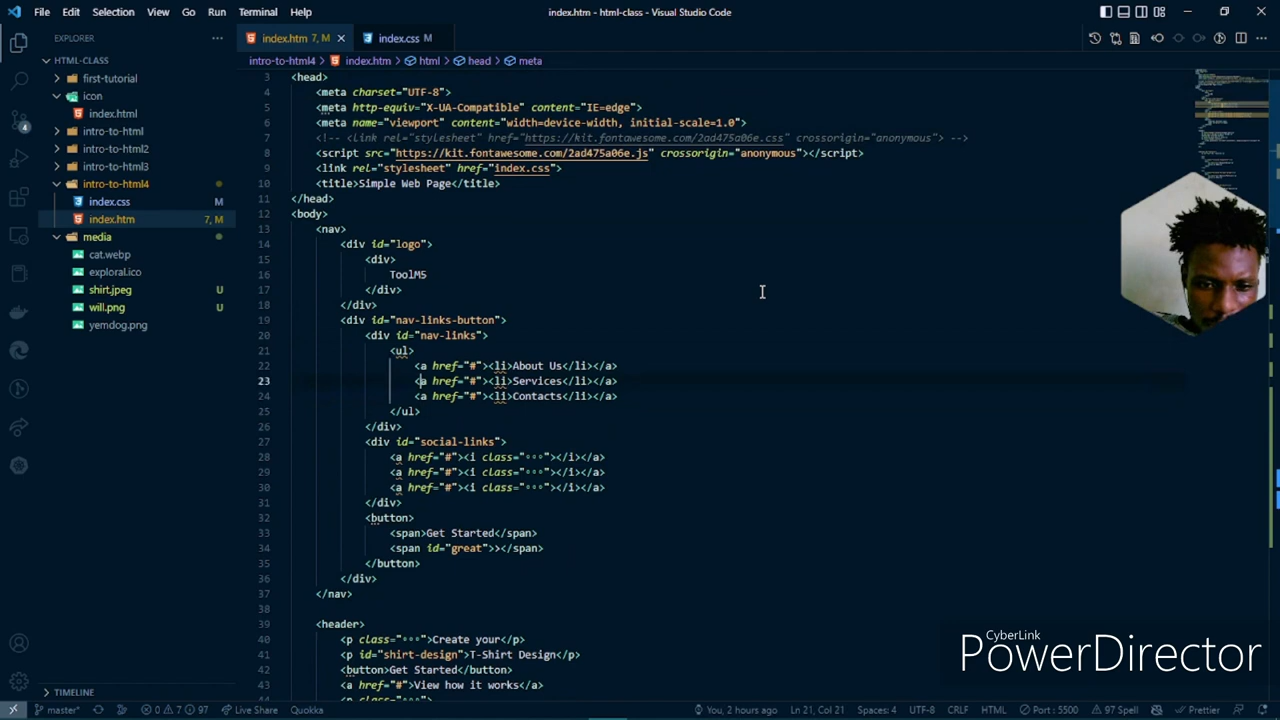 File Edit Selection View Go Run Terminal Help
index.htm - html-class - Visual Studio Code
EXPLORER
index.htm 7, M
index.css M
HTML-CLASS
intro-to-html4 > index.htm > html > head > meta
first-tutorial
icon
index.html
intro-to-html
intro-to-html2
intro-to-html3
intro-to-html4
index.css M
index.htm 7, M
media
cat.webp
exploral.ico
shirt.jpeg U
will.png U
yemdog.png
TIMELINE
4
3 <head>
4 <meta charset="UTF-8">
5 <meta http-equiv="X-UA-Compatible" content="IE=edge">
6 <meta name="viewport" content="width=device-width, initial-scale=1.0">
7 <!-- <link rel="stylesheet" href="https://kit.fontawesome.com/2ad475a06e.css" crossorigin="anonymous"> -->
8 <script src="https://kit.fontawesome.com/2ad475a06e.js" crossorigin="anonymous"></script>
9 <link rel="stylesheet" href="index.css">
10 <title>Simple Web Page</title>
11 </head>
12 <body>
13 <nav>
14 <div id="logo">
15 <div>
16 ToolM5
17 </div>
18 </div>
19 <div id="nav-links-button">
20 <div id="nav-links">
21 <ul>
22 <a href="#"><li>About Us</li></a>
23 <a href="#"><li>Services</li></a>
24 <a href="#"><li>Contacts</li></a>
25 </ul>
26 </div>
27 <div id="social-links">
28 <a href="#"><i class="∘∘∘"></i></a>
29 <a href="#"><i class="∘∘∘"></i></a>
30 <a href="#"><i class="∘∘∘"></i></a>
31 </div>
32 <button>
33 <span>Get Started</span>
34 <span id="great">></span>
35 </button>
36 </div>
37 </nav>
38
39 <header>
40 <p class="∘∘∘">Create your</p>
41 <p id="shirt-design">T-Shirt Design</p>
42 <button>Get Started</button>
43 <a href="#">View how it works</a>
CyberLink
PowerDirector
master* 0 7 97 Live Share Quokka You, 2 hours ago Ln 21, Col 21 Spaces: 4 UTF-8 CRLF HTML Port : 5500 97 Spell Prettier